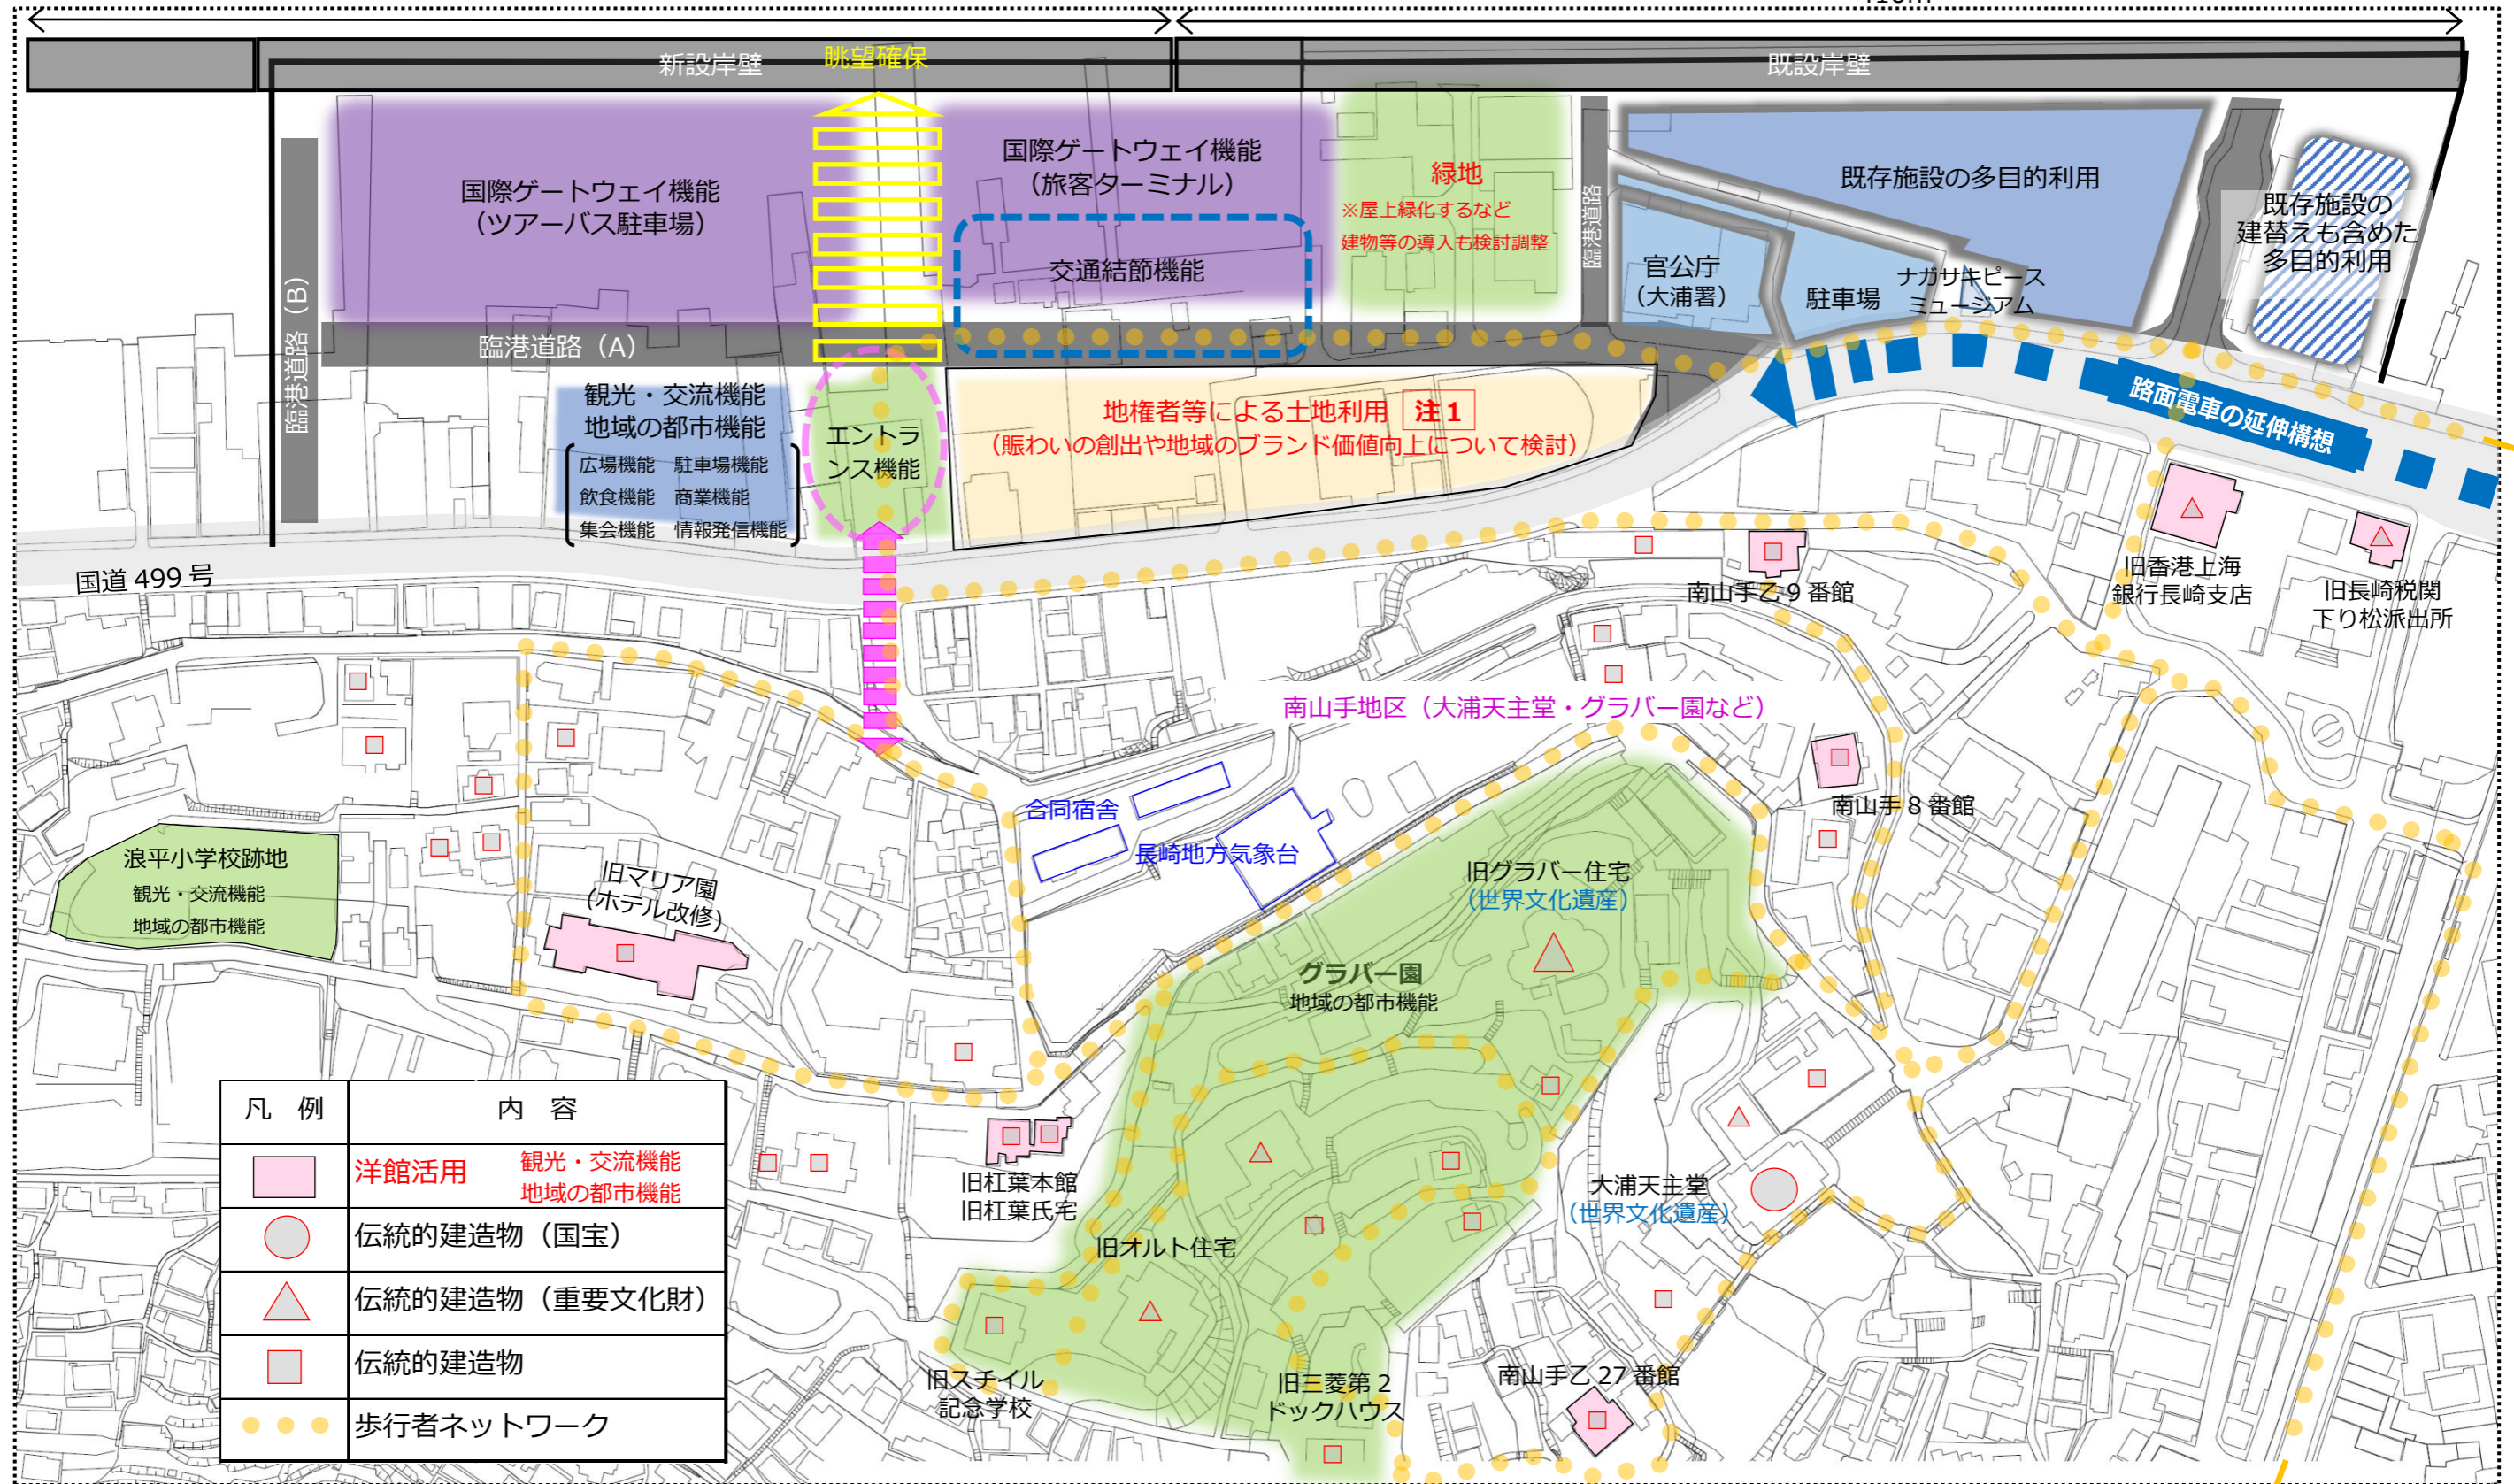 新設岸壁
眺望確保
既設岸壁
国際ゲートウェイ機能
（ツアーバス駐車場）
国際ゲートウェイ機能
（旅客ターミナル）
交通結節機能
緑地
※屋上緑化するなど
建物等の導入も検討調整
臨港道路
既存施設の多目的利用
官公庁
（大浦署）
駐車場
ナガサキピース
ミュージアム
既存施設の
建替えも含めた
多目的利用
臨港道路（B）
臨港道路（A）
観光・交流機能
地域の都市機能
広場機能　駐車場機能
飲食機能　商業機能
集会機能　情報発信機能
エントラ
ンス機能
地権者等による土地利用 注１
（賑わいの創出や地域のブランド価値向上について検討）
路面電車の延伸構想
国道 499 号
南山手乙 9 番館
旧香港上海
銀行長崎支店
旧長崎税関
下り松派出所
南山手地区（大浦天主堂・グラバー園など）
合同宿舎
長崎地方気象台
南山手 8 番館
浪平小学校跡地
観光・交流機能
地域の都市機能
旧マリア園
（ホテル改修）
旧グラバー住宅
（世界文化遺産）
グラバー園
地域の都市機能
旧杠葉本館
旧杠葉氏宅
大浦天主堂
（世界文化遺産）
旧オルト住宅
旧スチイル
記念学校
旧三菱第 2
ドックハウス
南山手乙 27 番館
凡　例　内　容
洋館活用　観光・交流機能
地域の都市機能
伝統的建造物（国宝）
伝統的建造物（重要文化財）
伝統的建造物
歩行者ネットワーク